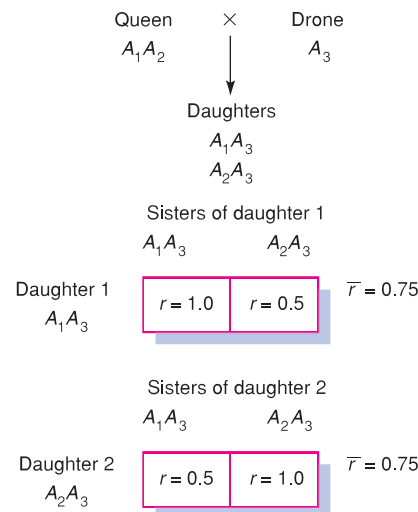 Queen × Drone
A₁A₂ A₃
Daughters
A₁A₃
A₂A₃
Sisters of daughter 1
A₁A₃ A₂A₃
Daughter 1 r = 1.0 r = 0.5 r̅ = 0.75
A₁A₃
Sisters of daughter 2
A₁A₃ A₂A₃
Daughter 2 r = 0.5 r = 1.0 r̅ = 0.75
A₂A₃